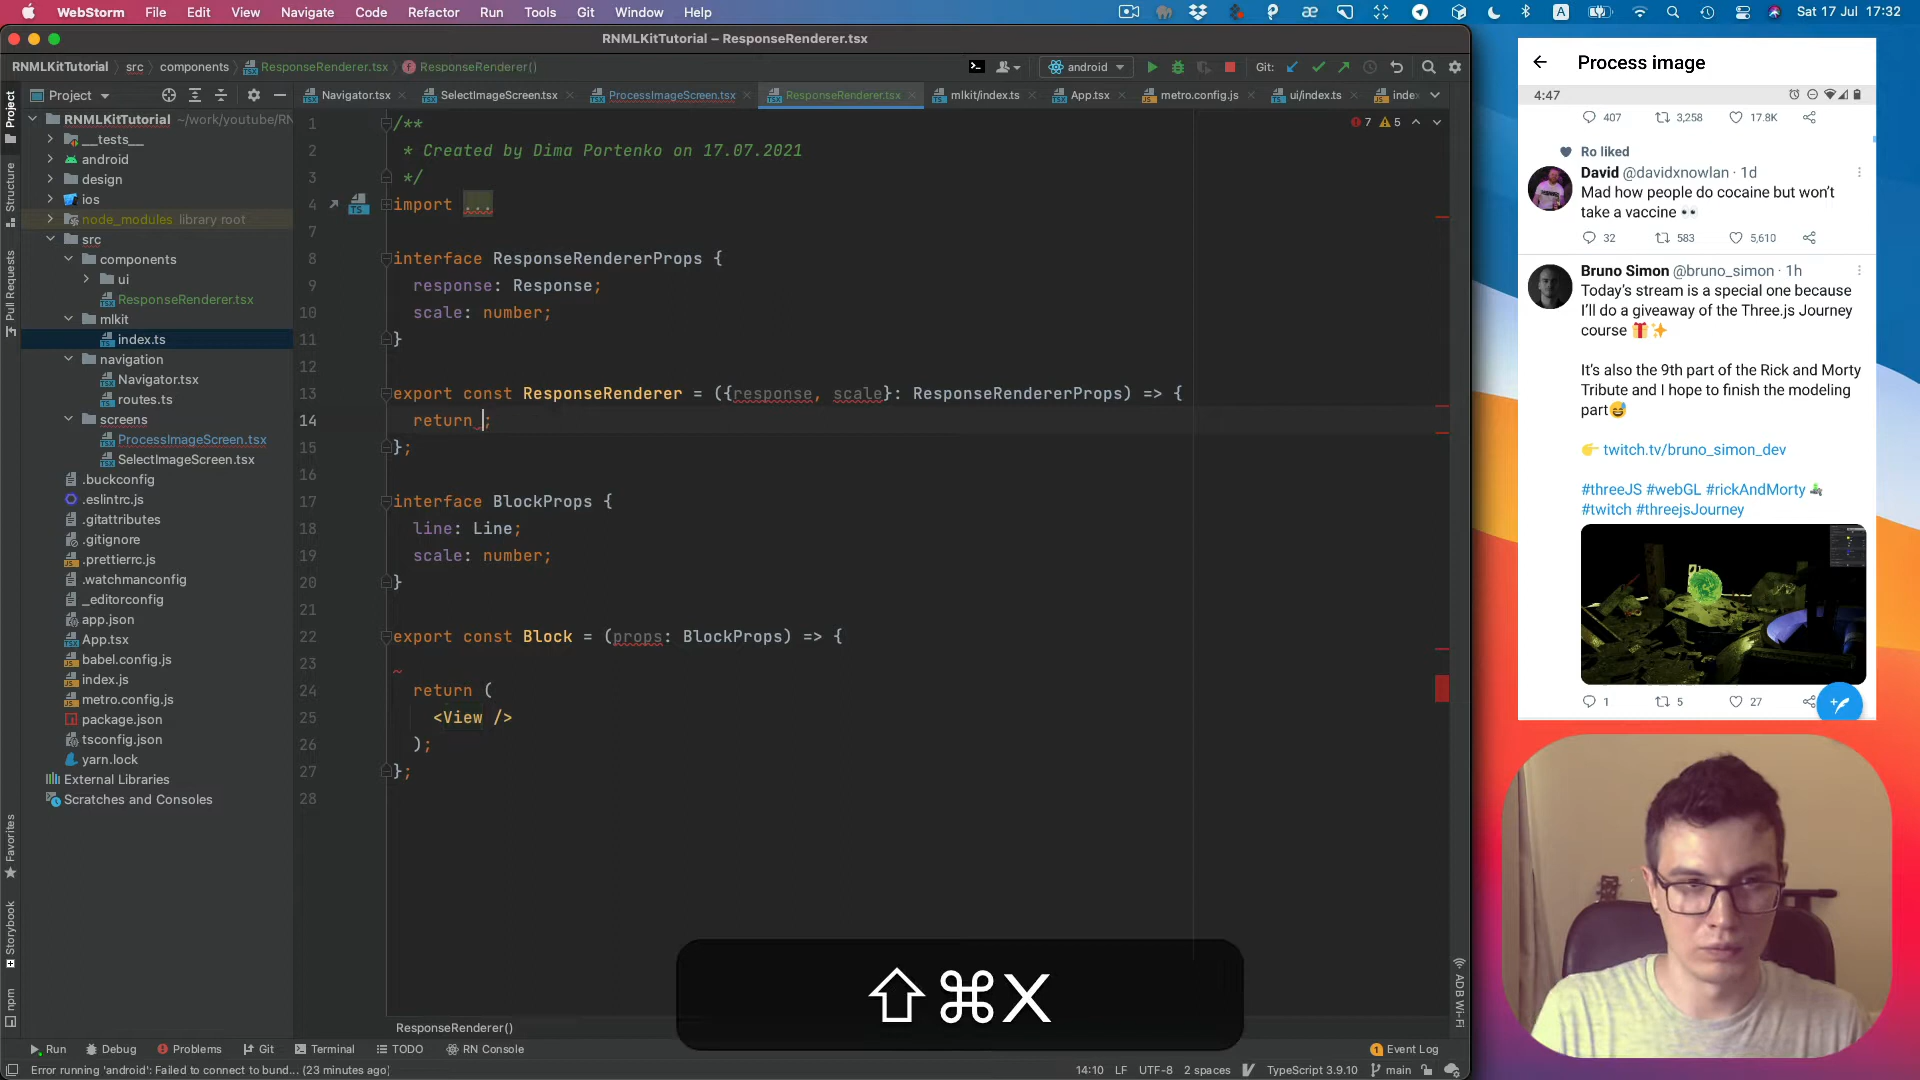 WebStorm File Edit View Navigate Code Refactor Run Tools Git Window Help
A
Sat 17 Jul 17:32
RNMLKitTutorial – ResponseRenderer.tsx
RNMLKitTutorial src components ResponseRenderer.tsx ResponseRenderer()
android
Git:
Project
Navigator.tsx SelectImageScreen.tsx ProcessImageScreen.tsx ResponseRenderer.tsx mlkit/index.ts App.tsx metro.config.js ui/index.ts inde
Project
Structure
Pull Requests
Favorites
Storybook
npm
RNMLKitTutorial ~/work/youtube/RN
__tests__
android
design
ios
node_modules library root
src
components
ui
ResponseRenderer.tsx
mlkit
index.ts
navigation
Navigator.tsx
routes.ts
screens
ProcessImageScreen.tsx
SelectImageScreen.tsx
.buckconfig
.eslintrc.js
.gitattributes
.gitignore
.prettierrc.js
.watchmanconfig
_editorconfig
app.json
App.tsx
babel.config.js
index.js
metro.config.js
package.json
tsconfig.json
yarn.lock
External Libraries
Scratches and Consoles
7 5
1 /**
2 * Created by Dima Portenko on 17.07.2021
3 */
4 import ...
7
8 interface ResponseRendererProps {
9 response: Response;
10 scale: number;
11 }
12
13 export const ResponseRenderer = ({response, scale}: ResponseRendererProps) => {
14 return ;
15 };
16
17 interface BlockProps {
18 line: Line;
19 scale: number;
20 }
21
22 export const Block = (props: BlockProps) => {
23
24 return (
25 <View />
26 );
27 };
28
ResponseRenderer()
ADB Wi-Fi
⇧⌘X
Run Debug Problems Git Terminal TODO RN Console
1 Event Log
Error running 'android': Failed to connect to bund... (23 minutes ago)
14:10 LF UTF-8 2 spaces TypeScript 3.9.10 main
Process image
4:47
407 3,258 17.8K
Ro liked
David @davidxnowlan · 1d
Mad how people do cocaine but won't
take a vaccine 👀
32 583 5,610
Bruno Simon @bruno_simon · 1h
Today's stream is a special one because
I'll do a giveaway of the Three.js Journey
course 🎁✨
It's also the 9th part of the Rick and Morty
Tribute and I hope to finish the modeling
part😅
👉 twitch.tv/bruno_simon_dev
#threeJS #webGL #rickAndMorty
#twitch #threejsJourney
1 5 27